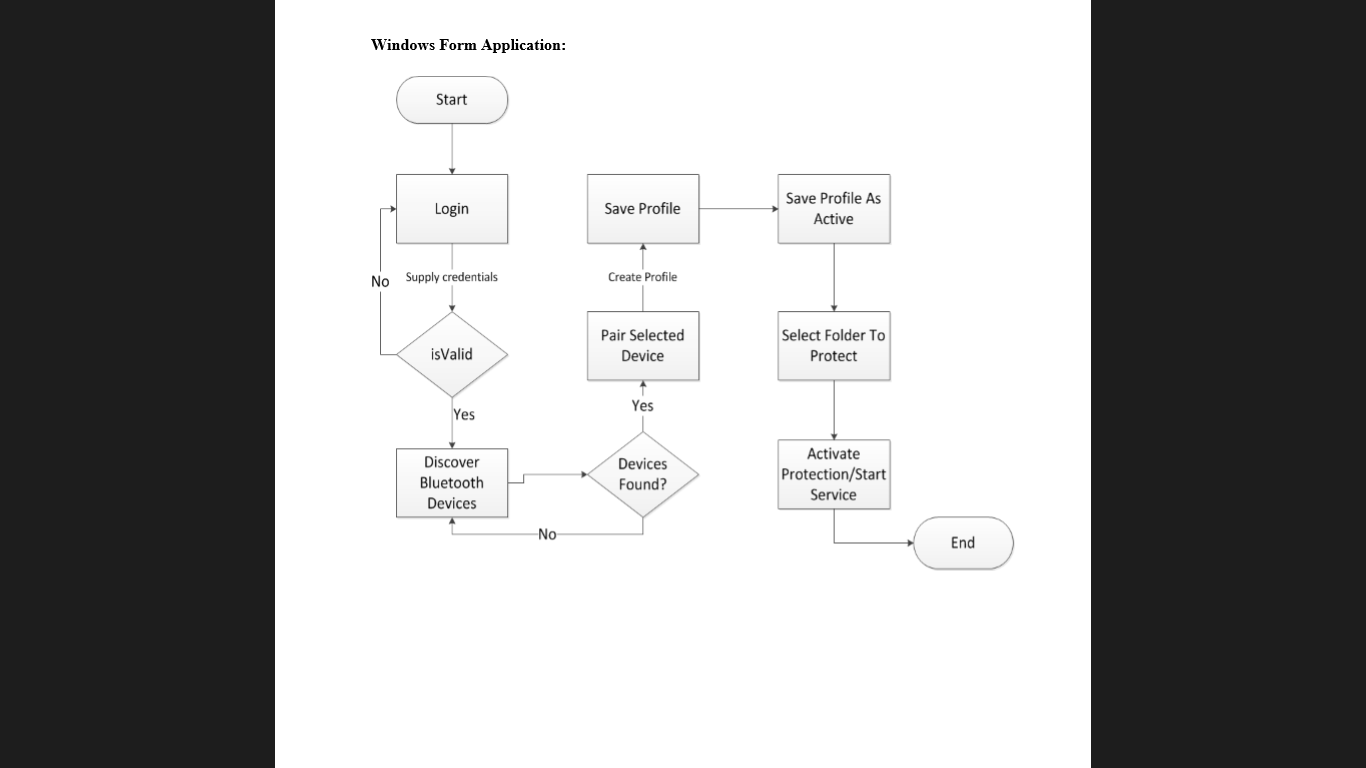 Windows Form Application:
Start
Login
No
Supply credentials
isValid
Yes
Discover
Bluetooth
Devices
No
Devices
Found?
Yes
Pair Selected
Device
Create Profile
Save Profile
Save Profile As
Active
Select Folder To
Protect
Activate
Protection/Start
Service
End